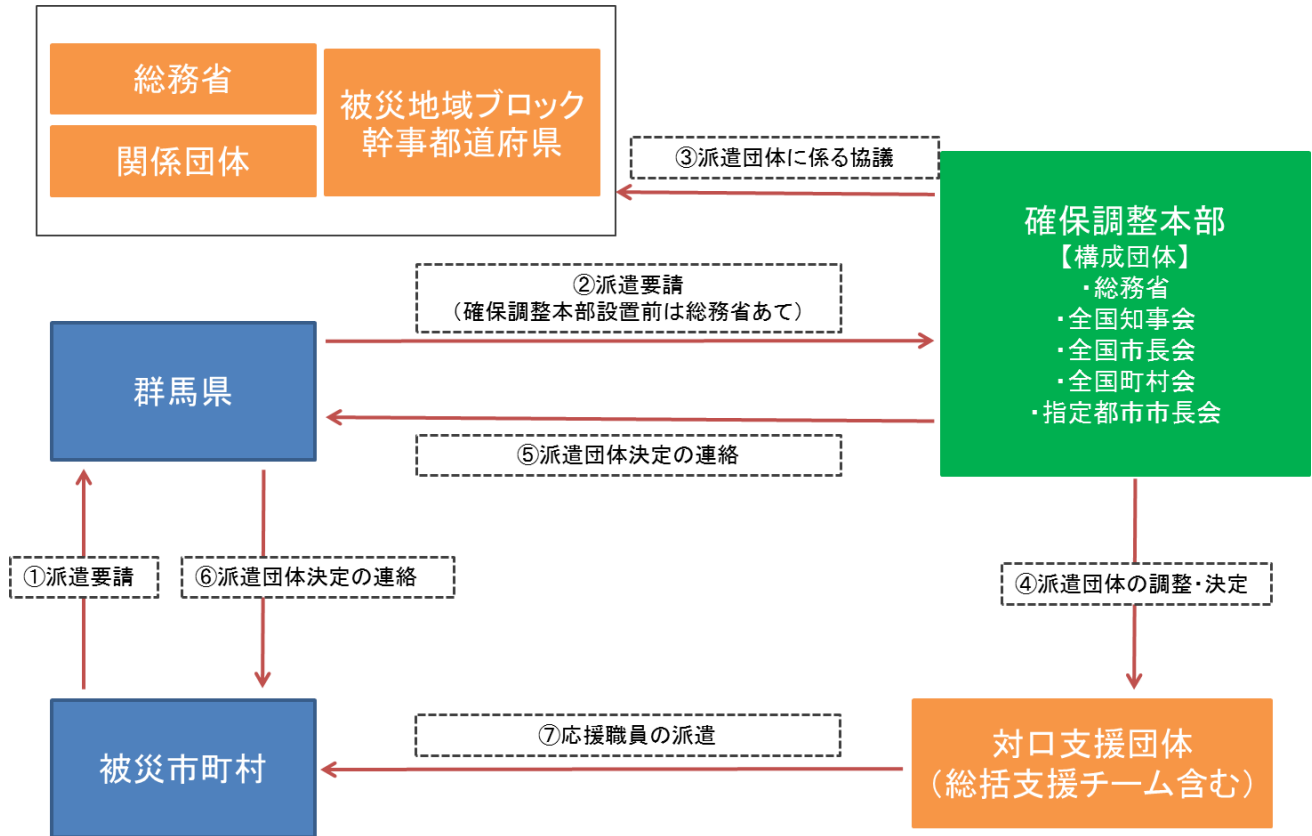 総務省
関係団体
被災地域ブロック
幹事都道府県
③派遣団体に係る協議
確保調整本部
【構成団体】
・総務省
・全国知事会
・全国市長会
・全国町村会
・指定都市市長会
②派遣要請
(確保調整本部設置前は総務省あて)
群馬県
⑤派遣団体決定の連絡
①派遣要請
⑥派遣団体決定の連絡
④派遣団体の調整・決定
被災市町村
⑦応援職員の派遣
対口支援団体
(総括支援チーム含む)